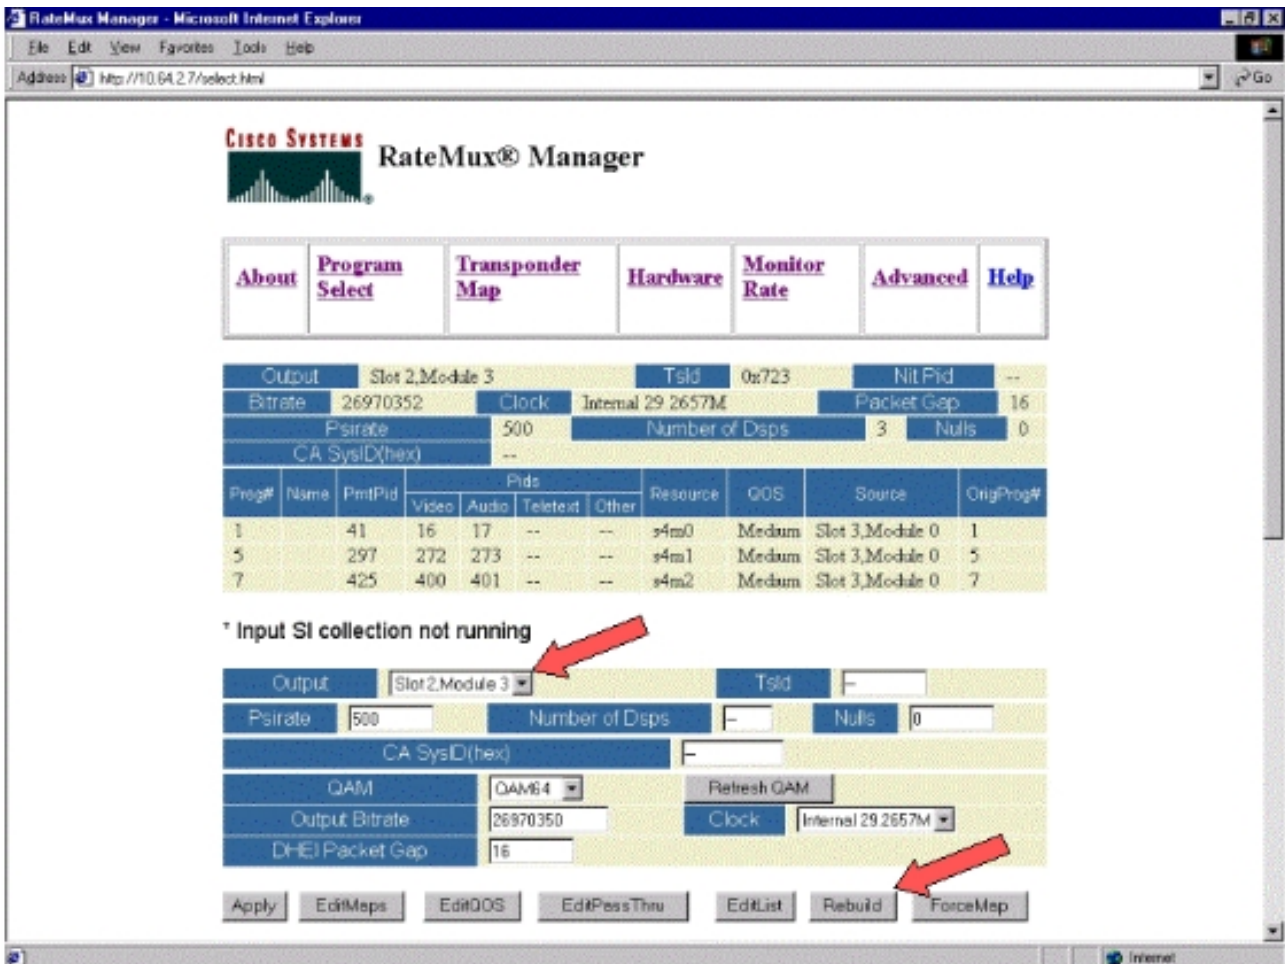 RateMux Manager - Microsoft Internet Explorer
File Edit View Favorites Tools Help
Address http://10.64.2.7/select.html Go
CISCO SYSTEMS
RateMux® Manager
About Program Select Transponder Map Hardware Monitor Rate Advanced Help
Output Slot 2,Module 3 TsId 0x723 Nit Pid --
Bitrate 26970352 Clock Internal 29.2657M Packet Gap 16
Psirate 500 Number of Dsps 3 Nulls 0
CA SysID(hex) --
Prog# Name PmtPid Pids Resource QOS Source OrigProg#
Video Audio Teletext Other
1 41 16 17 -- -- s4m0 Medium Slot 3,Module 0 1
5 297 272 273 -- -- s4m1 Medium Slot 3,Module 0 5
7 425 400 401 -- -- s4m2 Medium Slot 3,Module 0 7
* Input SI collection not running
Output Slot 2,Module 3 TsId --
Psirate 500 Number of Dsps -- Nulls 0
CA SysID(hex) --
QAM QAM64 Refresh QAM
Output Bitrate 26970350 Clock Internal 29.2657M
DHEI Packet Gap 16
Apply EditMaps EditQOS EditPassThru EditList Rebuild ForceMap
Internet